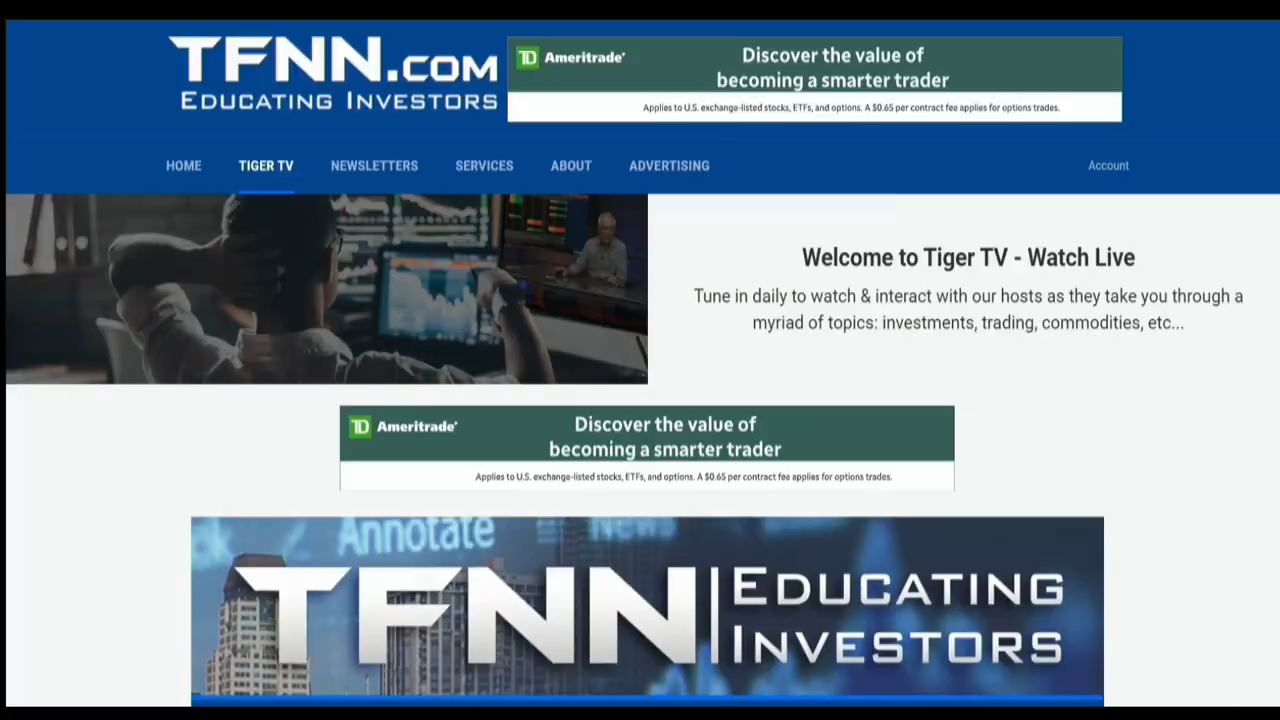 TFNN.COM
EDUCATING INVESTORS
TD Ameritrade
Discover the value of
becoming a smarter trader
Applies to U.S. exchange-listed stocks, ETFs, and options. A $0.65 per contract fee applies for options trades.
HOME TIGER TV NEWSLETTERS SERVICES ABOUT ADVERTISING Account
Welcome to Tiger TV - Watch Live
Tune in daily to watch & interact with our hosts as they take you through a
myriad of topics: investments, trading, commodities, etc...
TD Ameritrade
Discover the value of
becoming a smarter trader
Applies to U.S. exchange-listed stocks, ETFs, and options. A $0.65 per contract fee applies for options trades.
Annotate News
TFNN EDUCATING
INVESTORS